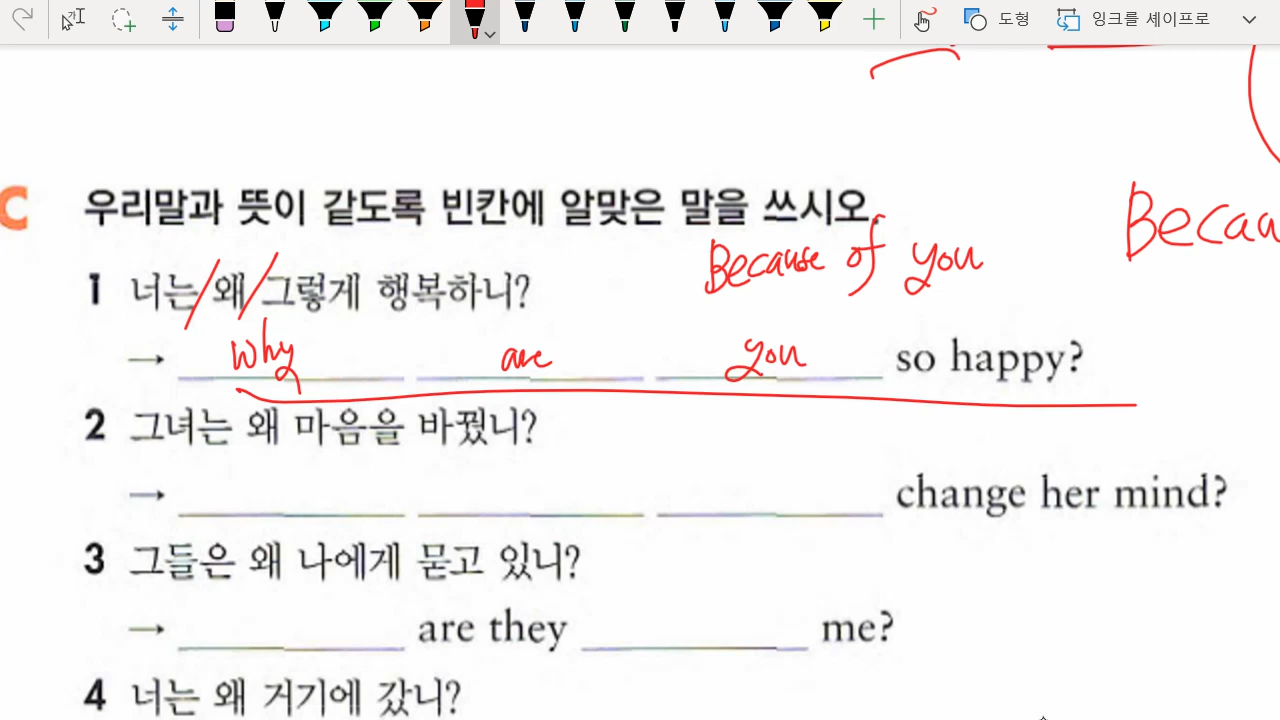 도형 잉크를 셰이프로
C 우리말과 뜻이 같도록 빈칸에 알맞은 말을 쓰시오.
Becau
Because of you
1 너는/왜/그렇게 행복하니?
→ why are you so happy?
2 그녀는 왜 마음을 바꿨니?
→ change her mind?
3 그들은 왜 나에게 묻고 있니?
→ are they me?
4 너는 왜 거기에 갔니?